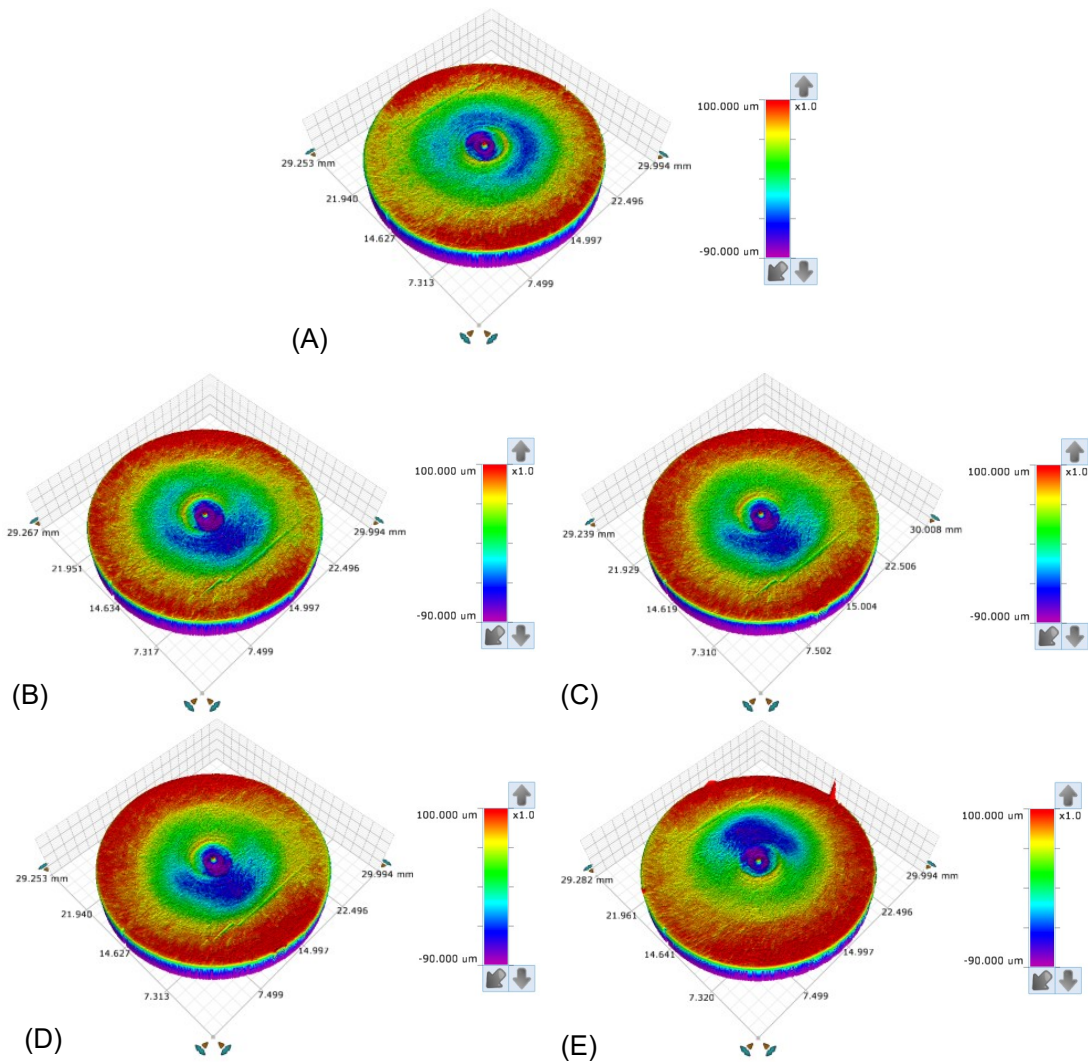 100.000 um
x1.0
29.253 mm
29.994 mm
21.940
22.496
14.627
14.997
-90.000 um
7.313
7.499
(A)
100.000 um
x1.0
29.267 mm
29.994 mm
21.951
22.496
14.634
14.997
-90.000 um
7.317
7.499
(B)
100.000 um
x1.0
29.239 mm
30.008 mm
21.929
22.506
14.619
15.004
-90.000 um
7.310
7.502
(C)
100.000 um
x1.0
29.253 mm
29.994 mm
21.940
22.496
14.627
14.997
-90.000 um
7.313
7.499
(D)
100.000 um
x1.0
29.282 mm
29.994 mm
21.961
22.496
14.641
14.997
-90.000 um
7.320
7.499
(E)